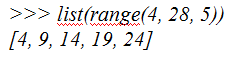 >>> list(range(4, 28, 5))
[4, 9, 14, 19, 24]